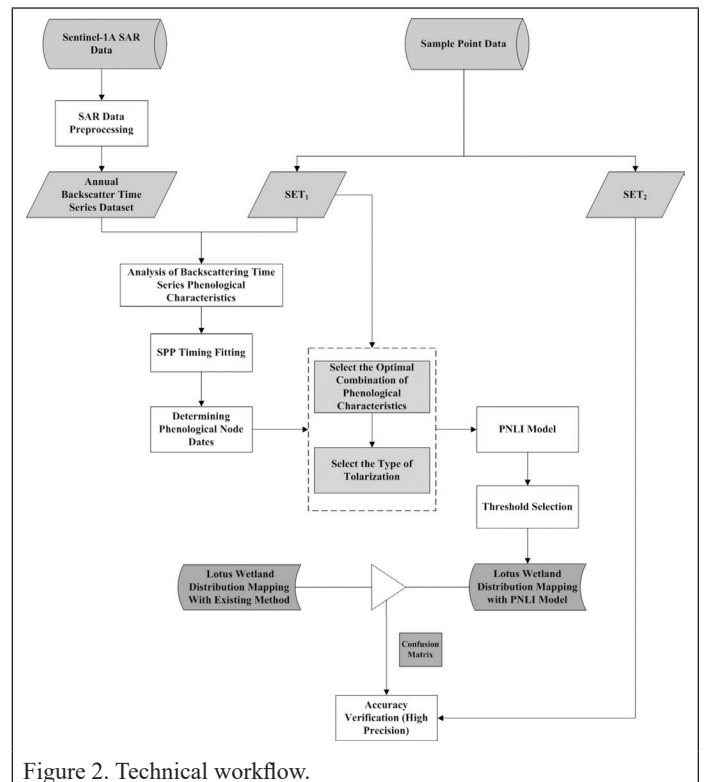 Sentinel-1A SAR
Data
Sample Point Data
SAR Data
Preprocessing
Annual
Backscatter Time
Series Dataset
SET₁
SET₂
Analysis of Backscattering Time
Series Phenological
Characteristics
SPP Timing Fitting
Determining
Phenological Node
Dates
Select the Optimal
Combination of
Phenological
Characteristics
Select the Type of
Tolarization
PNLI Model
Threshold Selection
Lotus Wetland
Distribution Mapping
With Existing Method
Lotus Wetland
Distribution Mapping
with PNLI Model
Confusion
Matrix
Accuracy
Verification (High
Precision)
Figure 2. Technical workflow.